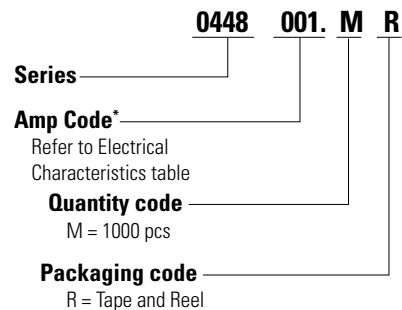 0448 001. M R
Series
Amp Code*
Refer to Electrical
Characteristics table
Quantity code
M = 1000 pcs
Packaging code
R = Tape and Reel